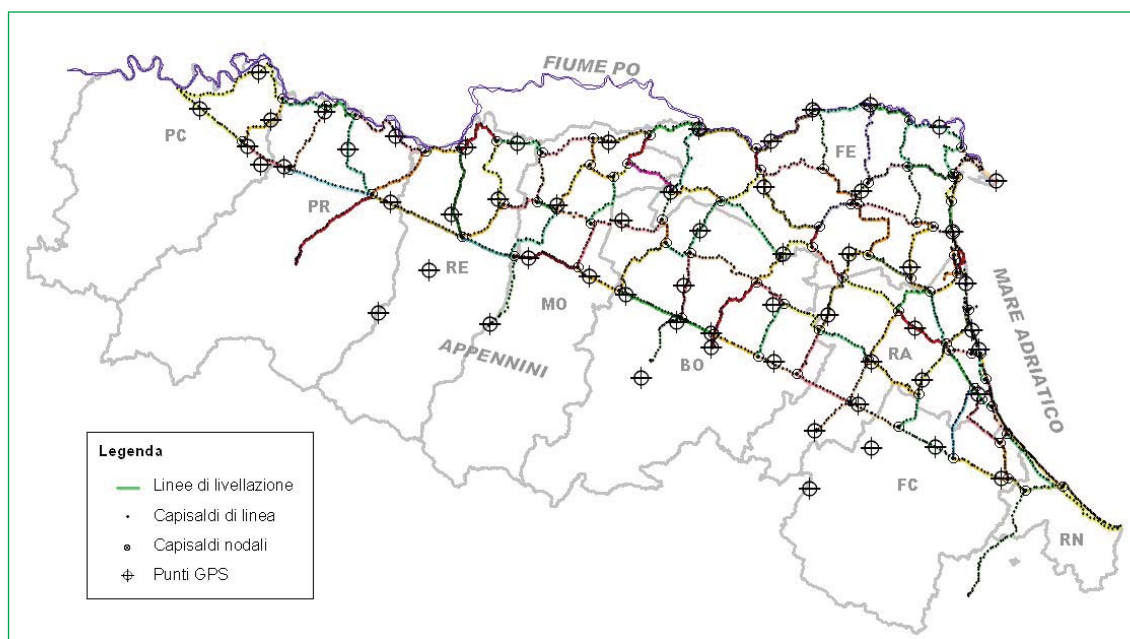 FIUME PO
PC
FE
PR
RE
MO
MARE ADRIATICO
APPENNINI
BO
RA
FC
RN
Legenda
Linee di livellazione
Capisaldi di linea
Capisaldi nodali
Punti GPS